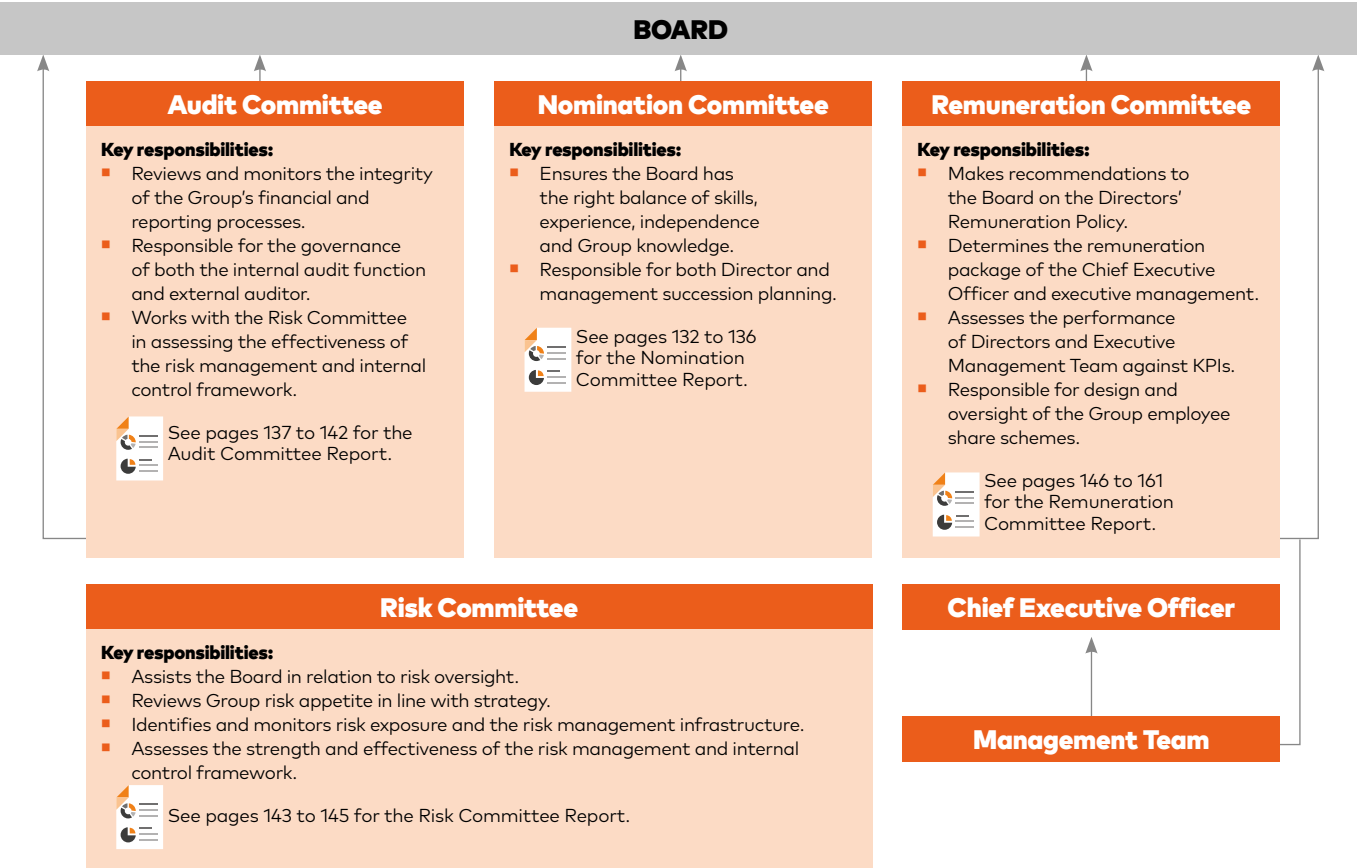 BOARD
Audit Committee
Key responsibilities:
Reviews and monitors the integrity
of the Group’s financial and
reporting processes.
Responsible for the governance
of both the internal audit function
and external auditor.
Works with the Risk Committee
in assessing the effectiveness of
the risk management and internal
control framework.
See pages 137 to 142 for the
Audit Committee Report.
Nomination Committee
Key responsibilities:
Ensures the Board has
the right balance of skills,
experience, independence
and Group knowledge.
Responsible for both Director and
management succession planning.
See pages 132 to 136
for the Nomination
Committee Report.
Remuneration Committee
Key responsibilities:
Makes recommendations to
the Board on the Directors’
Remuneration Policy.
Determines the remuneration
package of the Chief Executive
Officer and executive management.
Assesses the performance
of Directors and Executive
Management Team against KPIs.
Responsible for design and
oversight of the Group employee
share schemes.
See pages 146 to 161
for the Remuneration
Committee Report.
Risk Committee
Key responsibilities:
Assists the Board in relation to risk oversight.
Reviews Group risk appetite in line with strategy.
Identifies and monitors risk exposure and the risk management infrastructure.
Assesses the strength and effectiveness of the risk management and internal
control framework.
See pages 143 to 145 for the Risk Committee Report.
Chief Executive Officer
Management Team